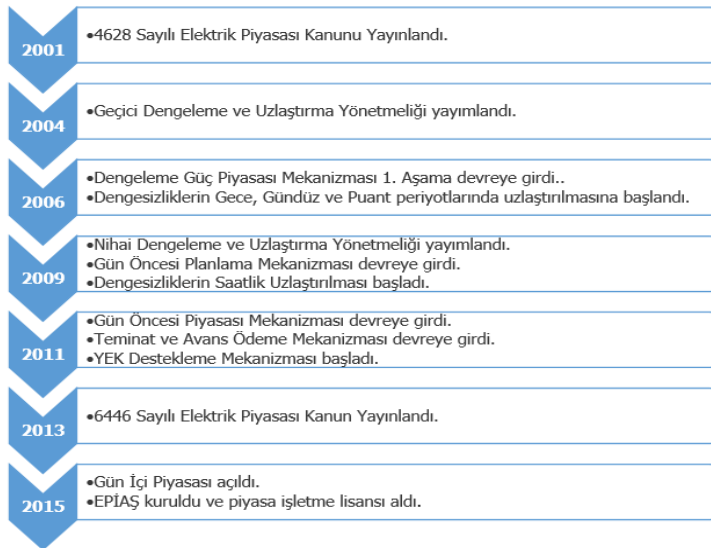 2001
•4628 Sayılı Elektrik Piyasası Kanunu Yayınlandı.
2004
•Geçici Dengeleme ve Uzlaştırma Yönetmeliği yayımlandı.
2006
•Dengeleme Güç Piyasası Mekanizması 1. Aşama devreye girdi..
•Dengesizliklerin Gece, Gündüz ve Puant periyotlarında uzlaştırılmasına başlandı.
2009
•Nihai Dengeleme ve Uzlaştırma Yönetmeliği yayımlandı.
•Gün Öncesi Planlama Mekanizması devreye girdi.
•Dengesizliklerin Saatlik Uzlaştırılması başladı.
2011
•Gün Öncesi Piyasası Mekanizması devreye girdi.
•Teminat ve Avans Ödeme Mekanizması devreye girdi.
•YEK Destekleme Mekanizması başladı.
2013
•6446 Sayılı Elektrik Piyasası Kanun Yayınlandı.
2015
•Gün İçi Piyasası açıldı.
•EPİAŞ kuruldu ve piyasa işletme lisansı aldı.